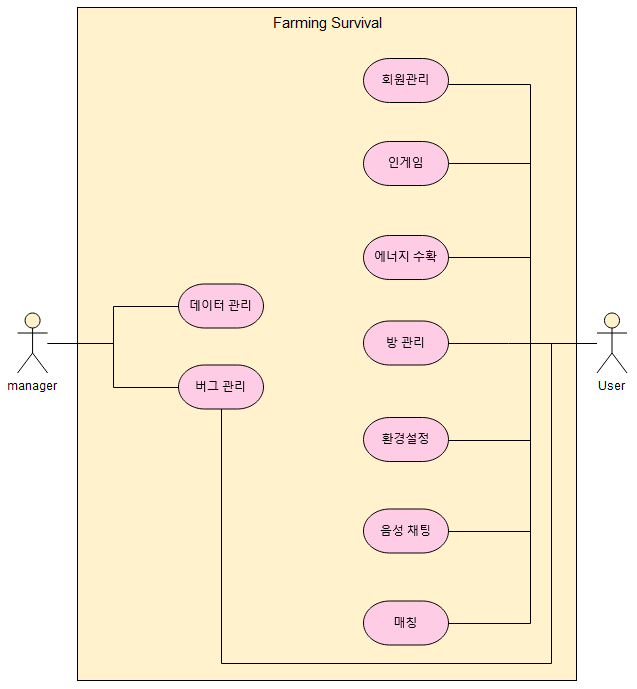 Farming Survival
회원관리
인게임
에너지 수확
데이터 관리
방 관리
manager
버그 관리
User
환경설정
음성 채팅
매칭